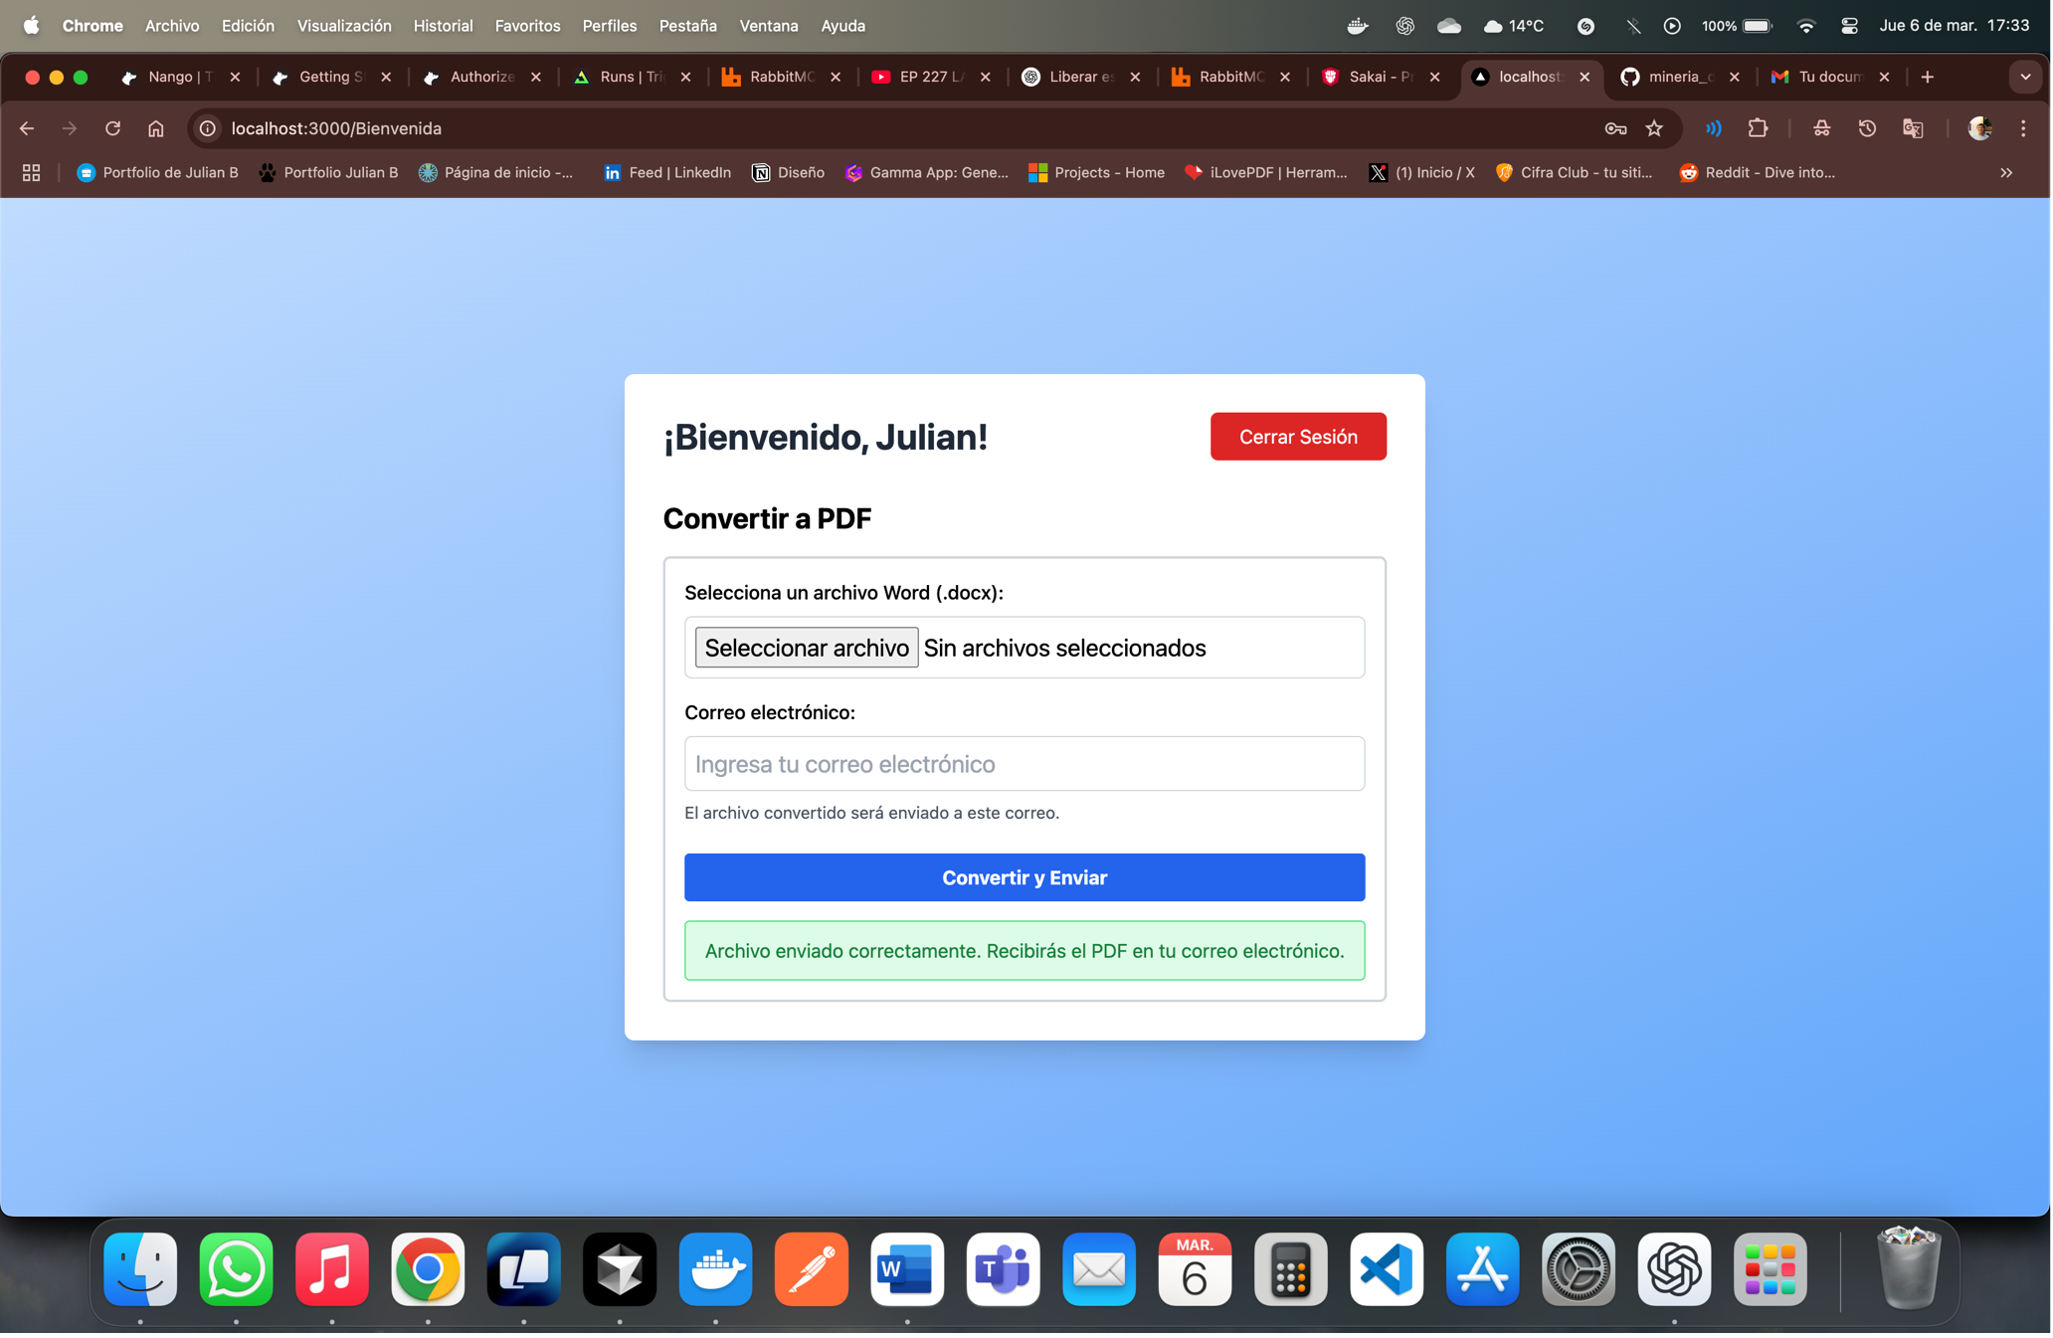 Chrome Archivo Edición Visualización Historial Favoritos Perfiles Pestaña Ventana Ayuda 14°C 100% Jue 6 de mar. 17:33
Nango | T Getting S Authorize Runs | Tri RabbitMQ EP 227 L Liberar es RabbitMQ Sakai - Pr localhost: mineria_c Tu docum
localhost:3000/Bienvenida
Portfolio de Julian B Portfolio Julian B Página de inicio -... Feed | LinkedIn Diseño Gamma App: Gene... Projects - Home iLovePDF | Herram... (1) Inicio / X Cifra Club - tu siti... Reddit - Dive into...
¡Bienvenido, Julian!
Cerrar Sesión
Convertir a PDF
Selecciona un archivo Word (.docx):
Seleccionar archivo Sin archivos seleccionados
Correo electrónico:
Ingresa tu correo electrónico
El archivo convertido será enviado a este correo.
Convertir y Enviar
Archivo enviado correctamente. Recibirás el PDF en tu correo electrónico.
MAR.
6